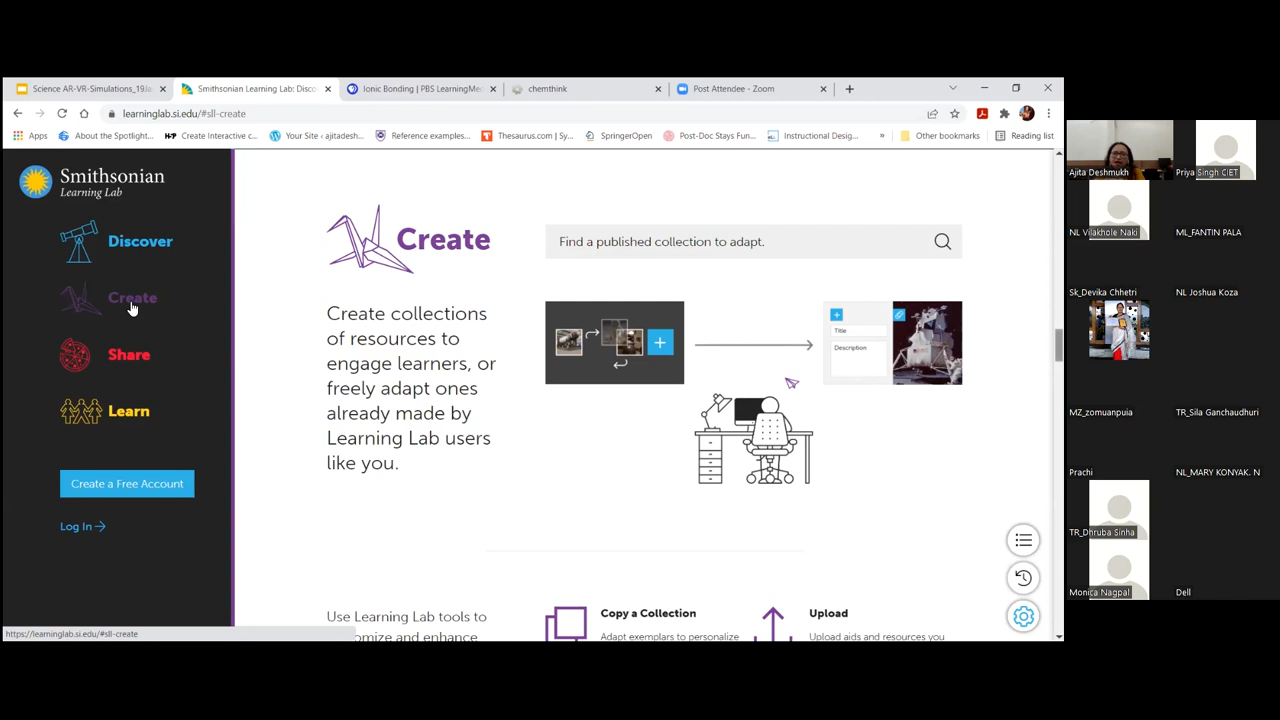 Science AR-VR-Simulations_19Ja
Smithsonian Learning Lab: Disco
Ionic Bonding | PBS LearningMe
chemthink
Post Attendee - Zoom
learninglab.si.edu/#sll-create
Apps
About the Spotlight...
H-P
Create Interactive c...
Your Site ‹ ajitadesh...
Reference examples...
Thesaurus.com | Sy...
SpringerOpen
Post-Doc Stays Fun...
Instructional Desig...
»
Other bookmarks
Reading list
Smithsonian
Learning Lab
Discover
Create
Share
Learn
Create a Free Account
Log In
Create
Find a published collection to adapt.
Create collections
of resources to
engage learners, or
freely adapt ones
already made by
Learning Lab users
like you.
Title
Description
Use Learning Lab tools to
customize and enhance
Copy a Collection
Adapt exemplars to personalize
Upload
Upload aids and resources you
https://learninglab.si.edu/#sll-create
Ajita Deshmukh
Priya Singh CIET
NL Vilakhole Naki
ML_FANTIN PALA
Sk_Devika Chhetri
NL Joshua Koza
MZ_zomuanpuia
TR_Sila Ganchaudhuri
Prachi
NL_MARY KONYAK. N
TR_Dhruba Sinha
Monica Nagpal
Dell